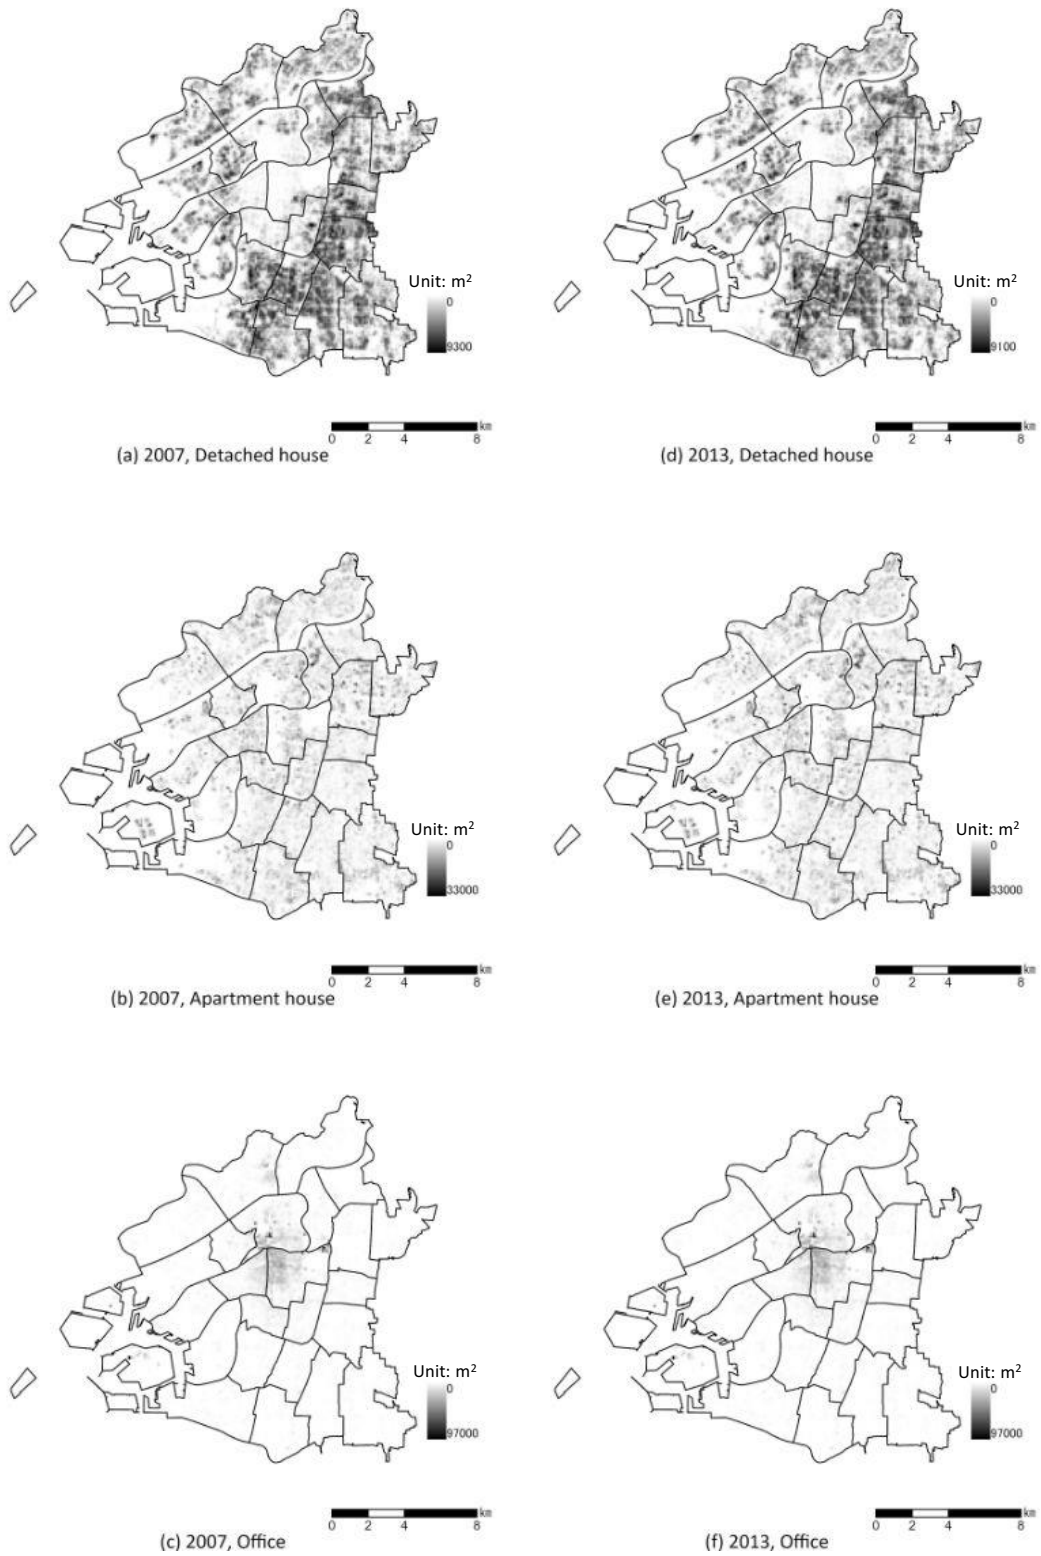 Unit: m²
0
9300
km
0 2 4 8
(a) 2007, Detached house
Unit: m²
0
9100
km
0 2 4 8
(d) 2013, Detached house
Unit: m²
0
33000
km
0 2 4 8
(b) 2007, Apartment house
Unit: m²
0
33000
km
0 2 4 8
(e) 2013, Apartment house
Unit: m²
0
97000
km
0 2 4 8
(c) 2007, Office
Unit: m²
0
97000
km
0 2 4 8
(f) 2013, Office